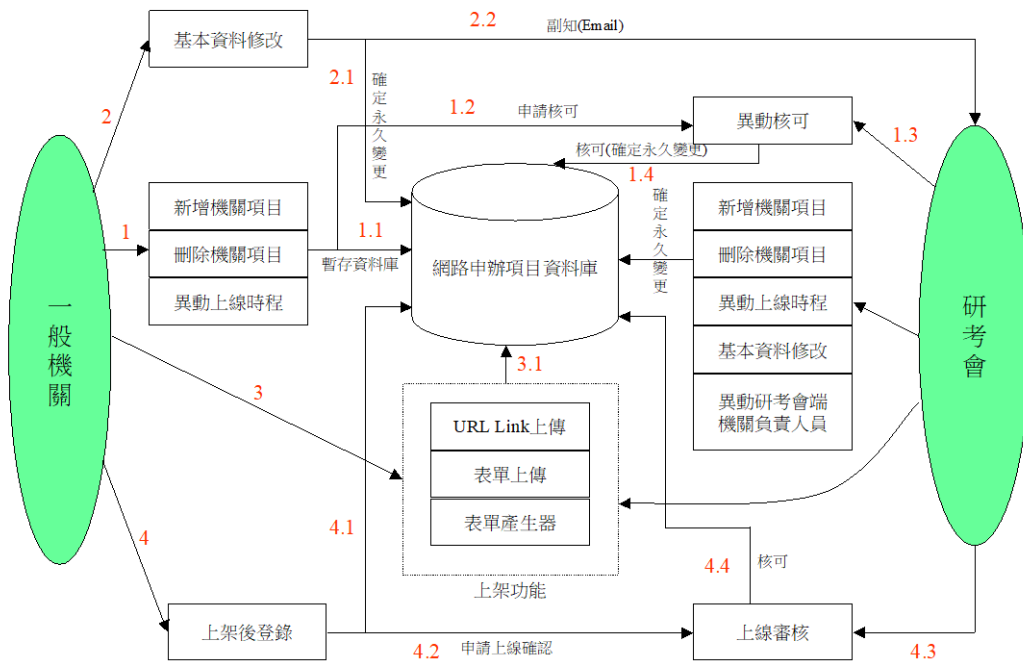 2.2
副知(Email)
基本資料修改
2.1
確定永久變更
2
1.2
申請核可
異動核可
1.3
核可(確定永久變更)
1.4
新增機關項目
刪除機關項目
異動上線時程
1
1.1
暫存資料庫
網路申辦項目資料庫
確定永久變更
新增機關項目
刪除機關項目
異動上線時程
基本資料修改
異動研考會端
機關負責人員
一般機關
研考會
3
3.1
URL Link上傳
表單上傳
表單產生器
上架功能
4
4.1
4.4
核可
上架後登錄
4.2
申請上線確認
上線審核
4.3